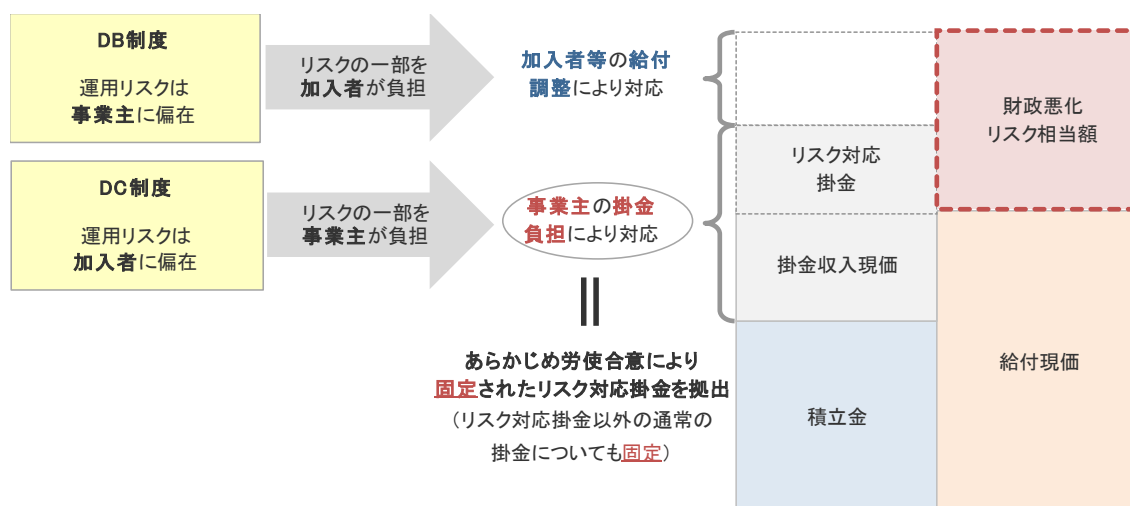 DB制度
運用リスクは
事業主に偏在
リスクの一部を
加入者が負担
加入者等の給付
調整により対応
DC制度
運用リスクは
加入者に偏在
リスクの一部を
事業主が負担
事業主の掛金
負担により対応
あらかじめ労使合意により
固定されたリスク対応掛金を拠出
（リスク対応掛金以外の通常の
掛金についても固定）
リスク対応
掛金
掛金収入現価
積立金
財政悪化
リスク相当額
給付現価